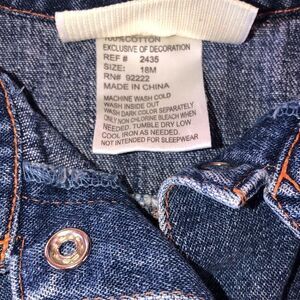 100%COTTON
EXCLUSIVE OF DECORATION
REF # 2435
SIZE: 18M
RN# 92222
MADE IN CHINA
MACHINE WASH COLD
WASH INSIDE OUT
WASH DARK COLOR SEPARATELY
ONLY NON CHLORINE BLEACH WHEN
NEEDED. TUMBLE DRY LOW
COOL IRON AS NEEDED.
NOT INTENDED FOR SLEEPWEAR